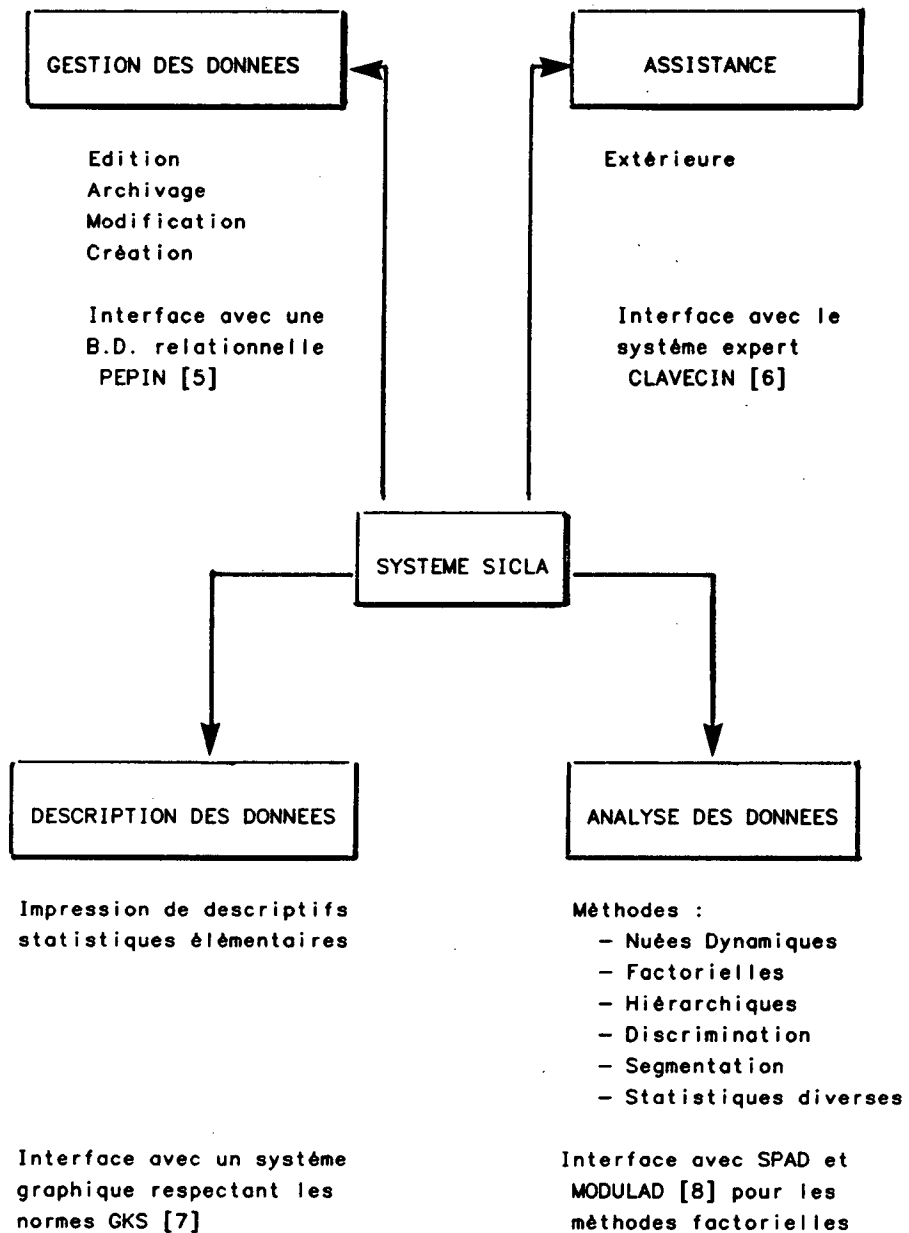 GESTION DES DONNEES
Edition
Archivage
Modification
Création
Interface avec une
B.D. relationnelle
PEPIN [5]
ASSISTANCE
Extérieure
Interface avec le
système expert
CLAVECIN [6]
SYSTEME SICLA
DESCRIPTION DES DONNEES
Impression de descriptifs
statistiques élémentaires
Interface avec un système
graphique respectant les
normes GKS [7]
ANALYSE DES DONNEES
Méthodes :
– Nuées Dynamiques
– Factorielles
– Hiérarchiques
– Discrimination
– Segmentation
– Statistiques diverses
Interface avec SPAD et
MODULAD [8] pour les
méthodes factorielles